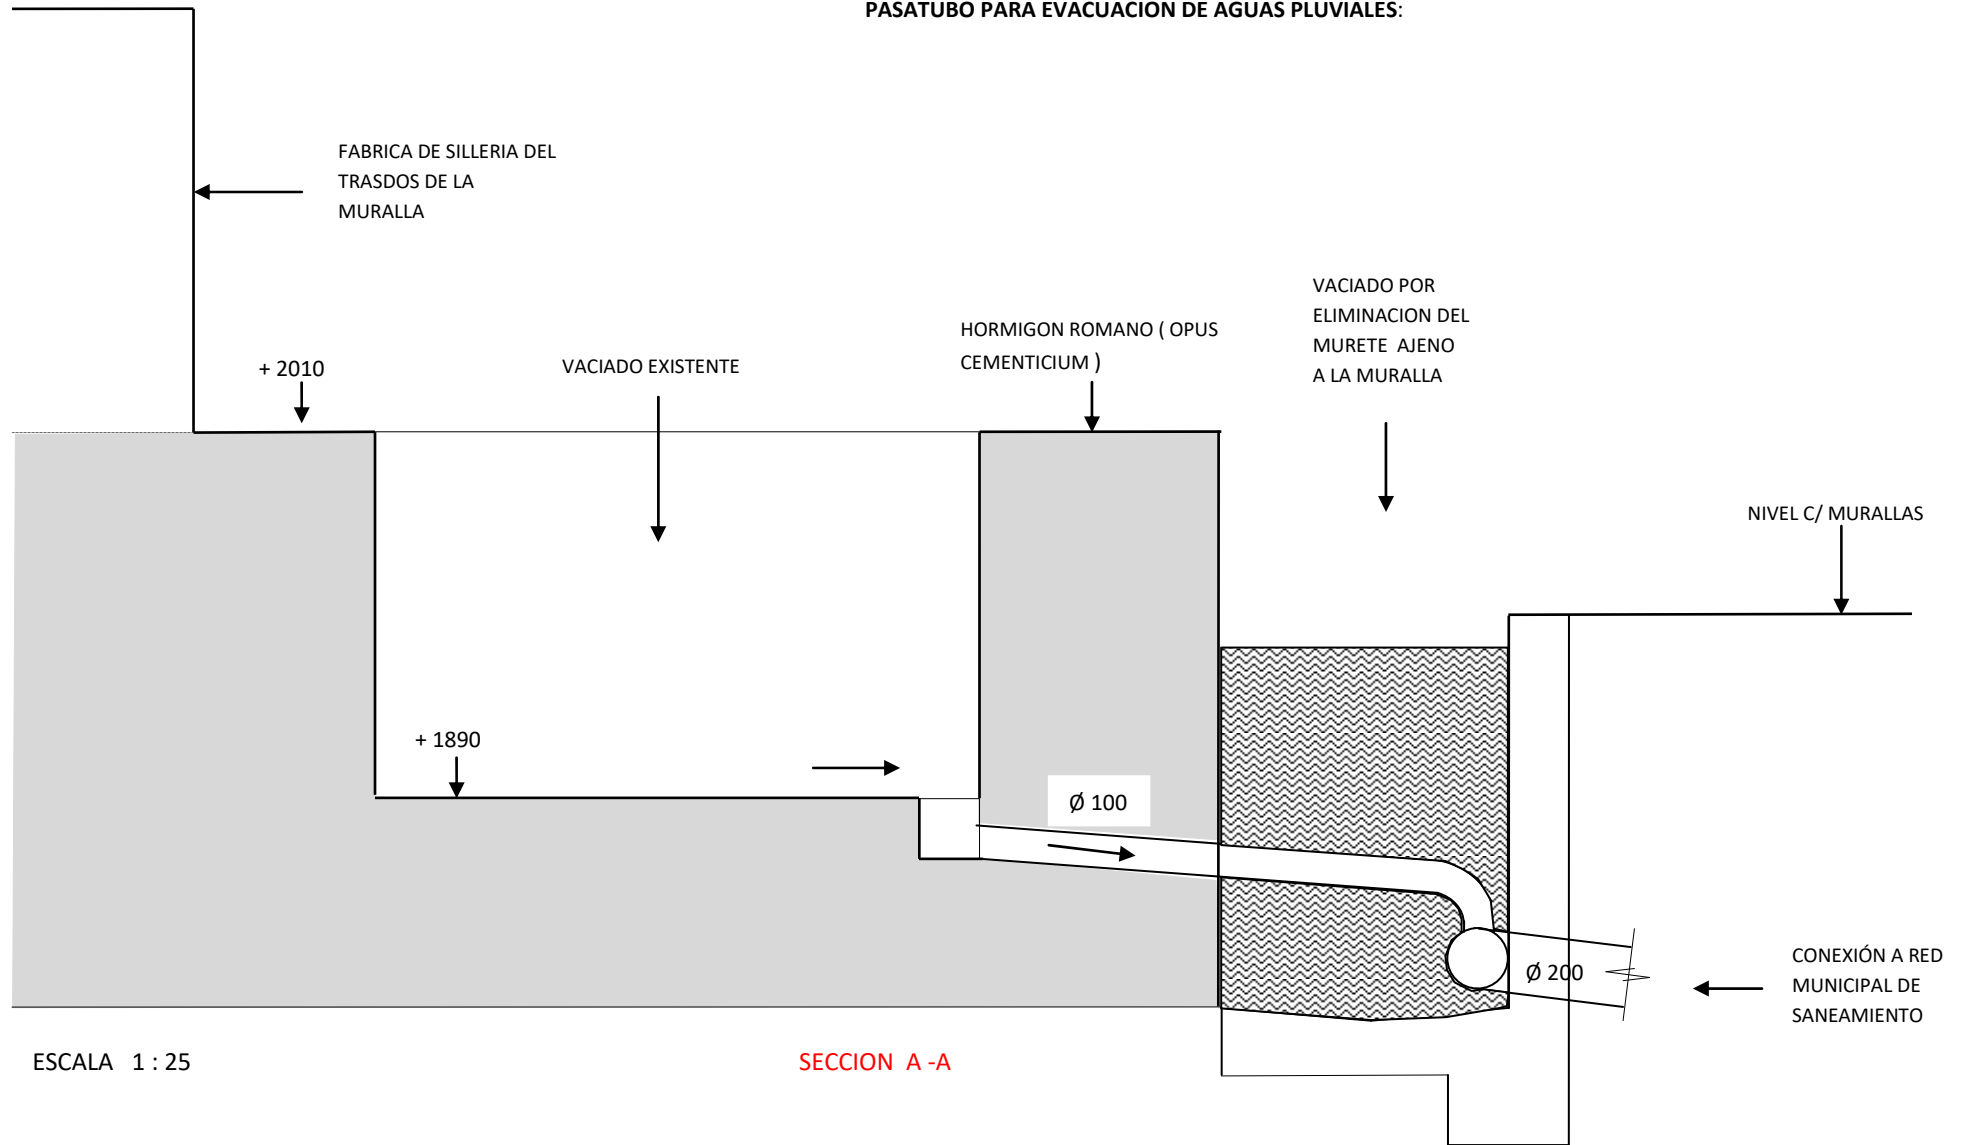 PASATUBO PARA EVACUACION DE AGUAS PLUVIALES:
FABRICA DE SILLERIA DEL
TRASDOS DE LA
MURALLA
VACIADO POR
ELIMINACION DEL
MURETE AJENO
A LA MURALLA
HORMIGON ROMANO ( OPUS
CEMENTICIUM )
+ 2010
VACIADO EXISTENTE
NIVEL C/ MURALLAS
+ 1890
Ø 100
Ø 200
CONEXIÓN A RED
MUNICIPAL DE
SANEAMIENTO
ESCALA 1 : 25
SECCION A -A